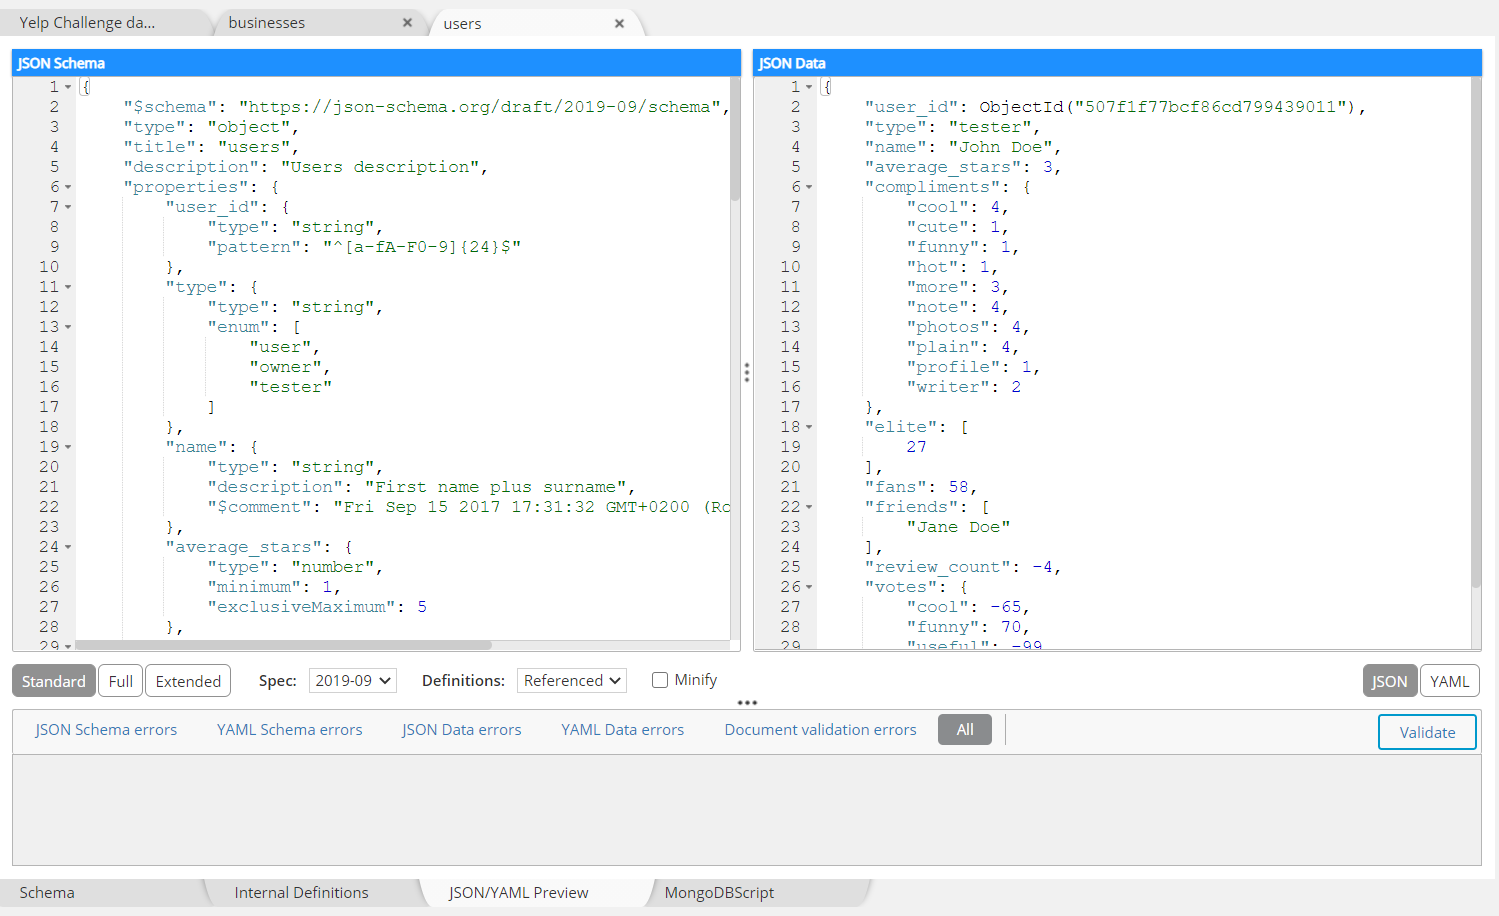 Yelp Challenge da...
businesses
users
JSON Schema
1 {
2 "$schema": "https://json-schema.org/draft/2019-09/schema",
3 "type": "object",
4 "title": "users",
5 "description": "Users description",
6 "properties": {
7 "user_id": {
8 "type": "string",
9 "pattern": "^[a-fA-F0-9]{24}$"
10 },
11 "type": {
12 "type": "string",
13 "enum": [
14 "user",
15 "owner",
16 "tester"
17 ]
18 },
19 "name": {
20 "type": "string",
21 "description": "First name plus surname",
22 "$comment": "Fri Sep 15 2017 17:31:32 GMT+0200 (Ro
23 },
24 "average_stars": {
25 "type": "number",
26 "minimum": 1,
27 "exclusiveMaximum": 5
28 },
29
JSON Data
1 {
2 "user_id": ObjectId("507f1f77bcf86cd799439011"),
3 "type": "tester",
4 "name": "John Doe",
5 "average_stars": 3,
6 "compliments": {
7 "cool": 4,
8 "cute": 1,
9 "funny": 1,
10 "hot": 1,
11 "more": 3,
12 "note": 4,
13 "photos": 4,
14 "plain": 4,
15 "profile": 1,
16 "writer": 2
17 },
18 "elite": [
19 27
20 ],
21 "fans": 58,
22 "friends": [
23 "Jane Doe"
24 ],
25 "review_count": -4,
26 "votes": {
27 "cool": -65,
28 "funny": 70,
29 "useful": -99
Standard Full Extended Spec: 2019-09 Definitions: Referenced Minify JSON YAML
JSON Schema errors YAML Schema errors JSON Data errors YAML Data errors Document validation errors All Validate
Schema Internal Definitions JSON/YAML Preview MongoDBScript